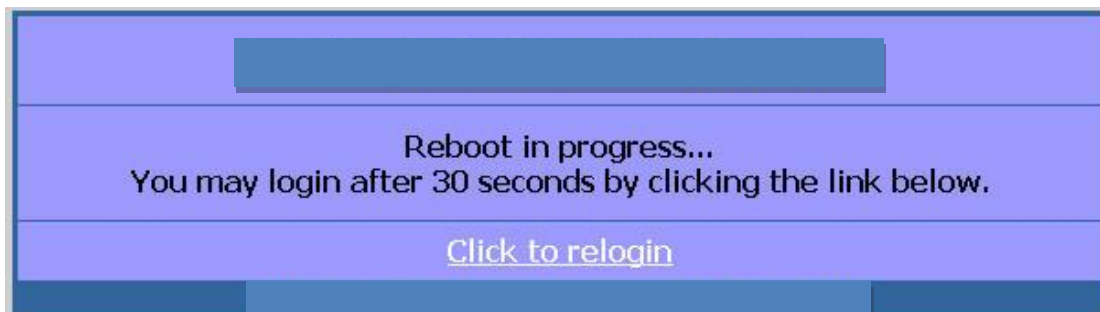 Reboot in progress...
You may login after 30 seconds by clicking the link below.
Click to relogin